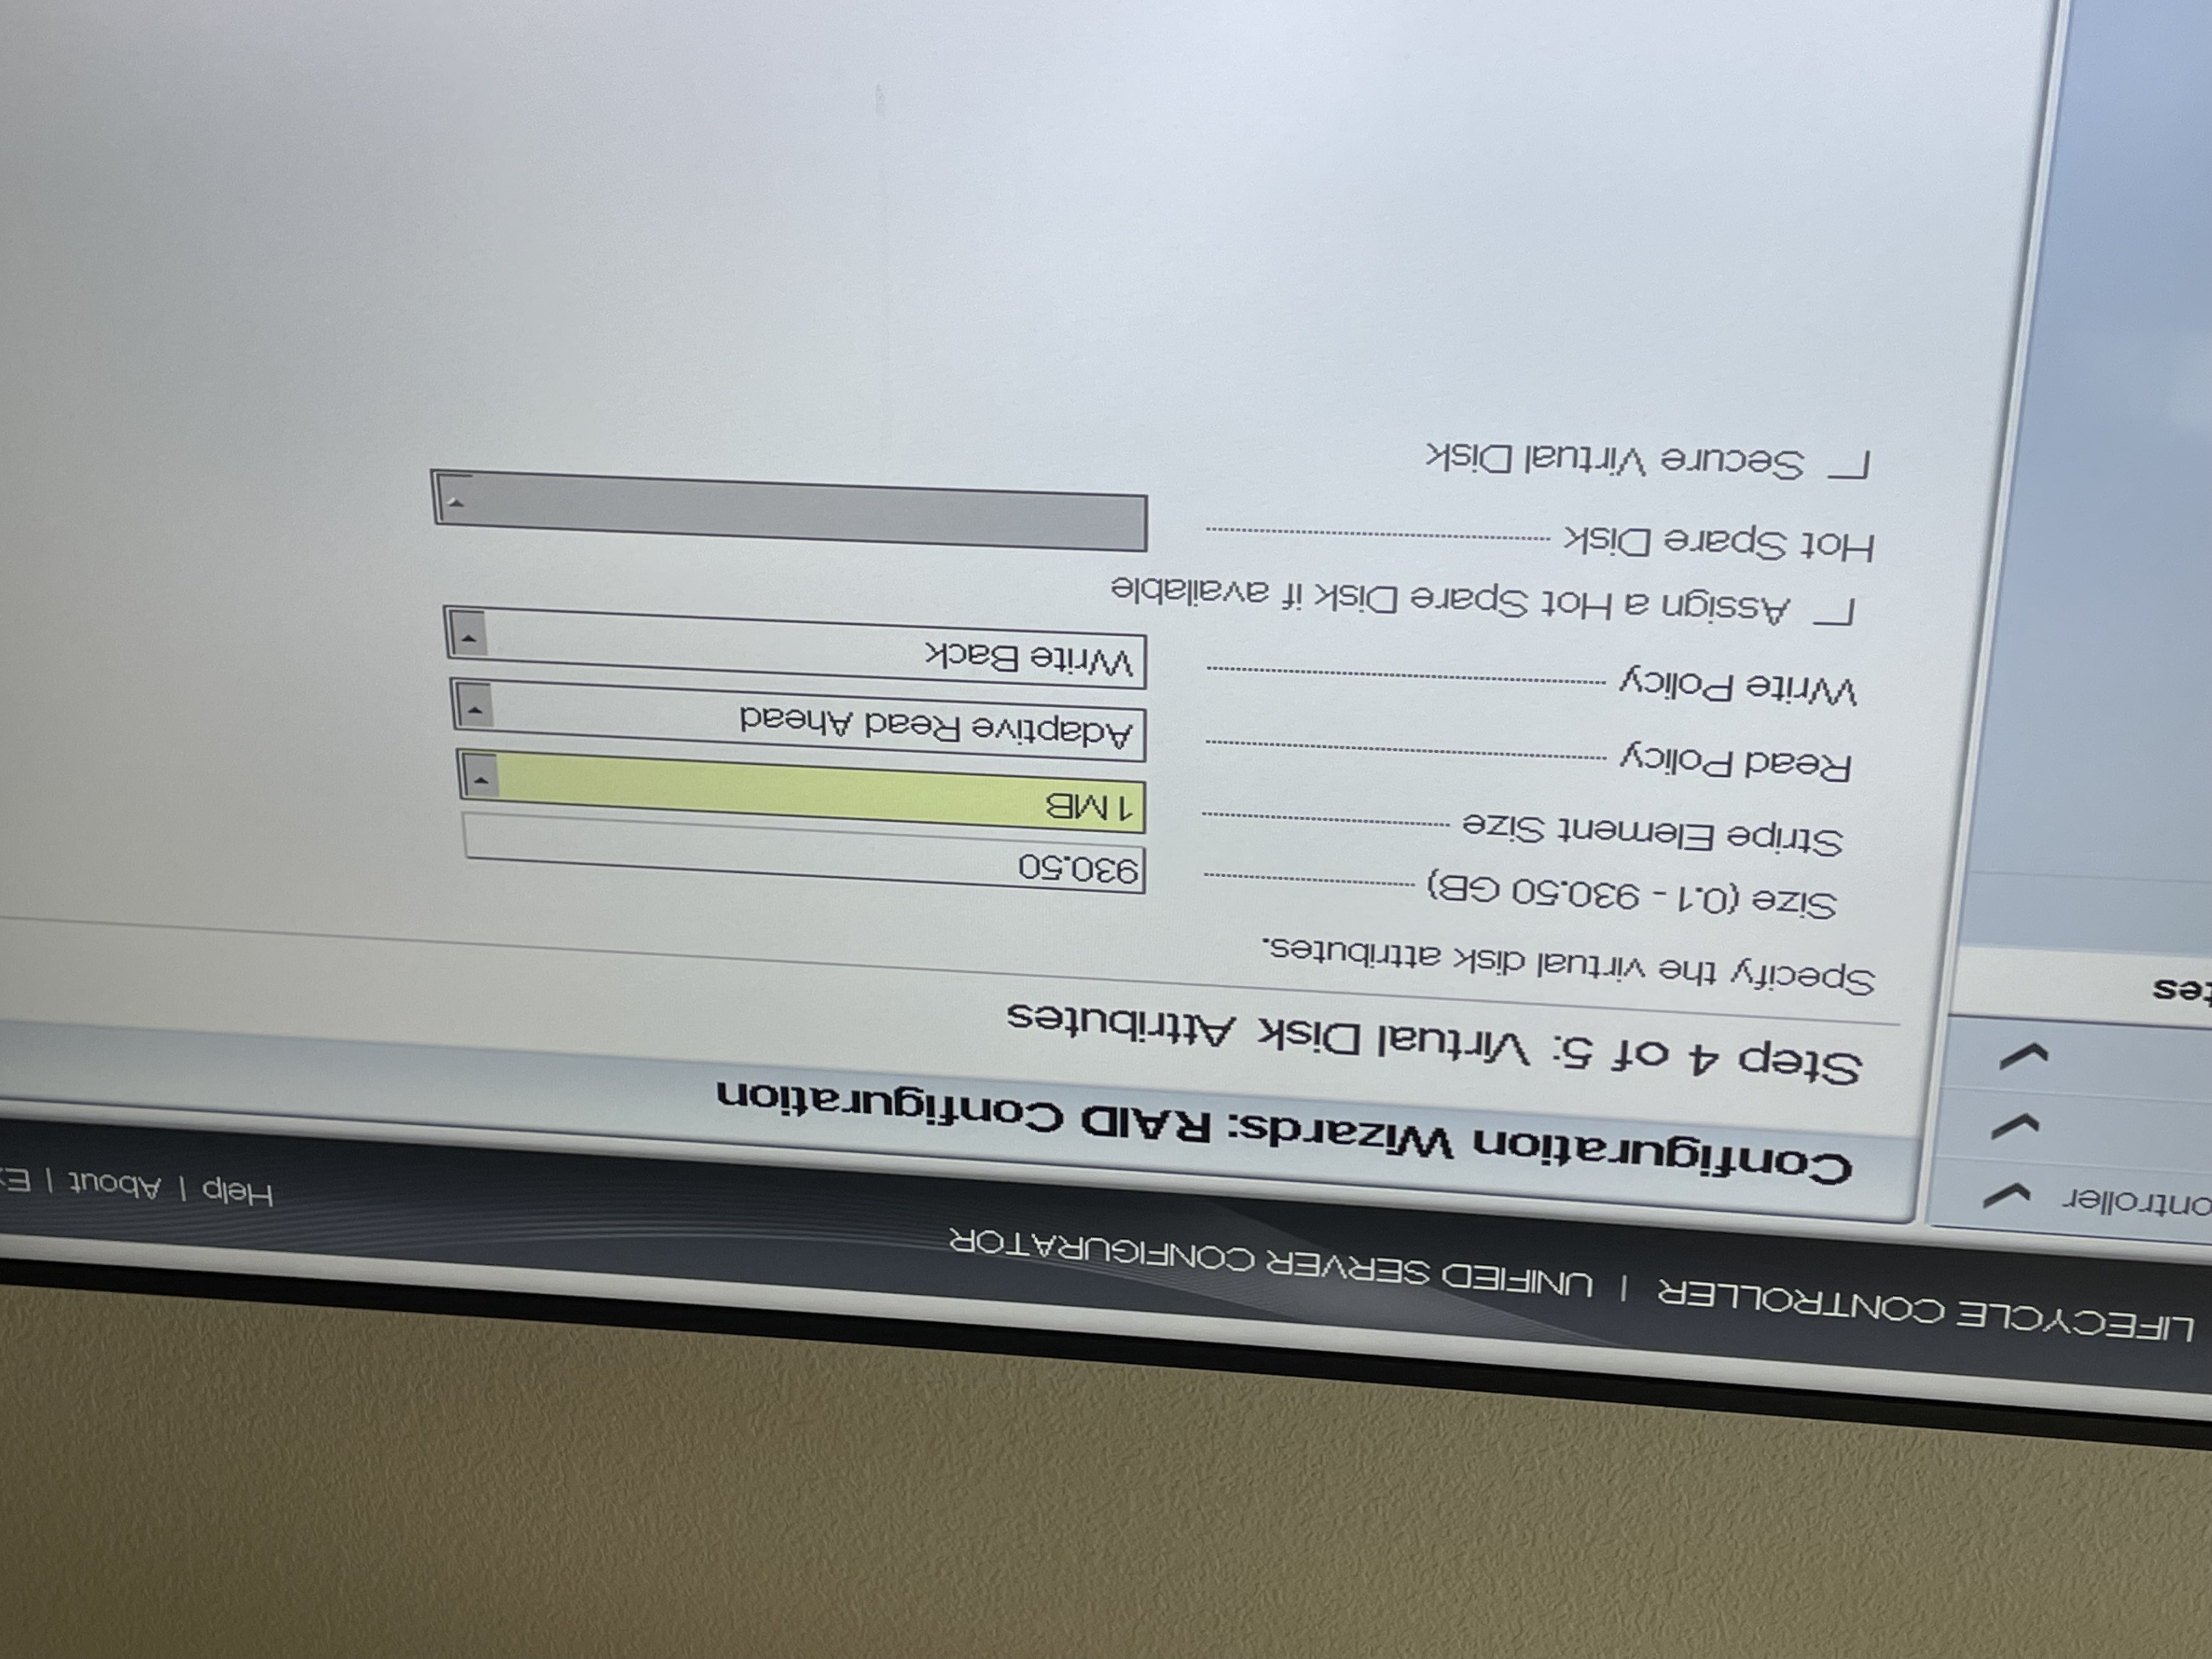 LIFECYCLE CONTROLLER | UNIFIED SERVER CONFIGURATOR
Help | About |
Configuration Wizards: RAID Configuration
Step 4 of 5: Virtual Disk Attributes
Specify the virtual disk attributes.
Size (0.1 - 930.50 GB) 930.50
Stripe Element Size 1 MB
Read Policy Adaptive Read Ahead
Write Policy Write Back
Assign a Hot Spare Disk if available
Hot Spare Disk
Secure Virtual Disk